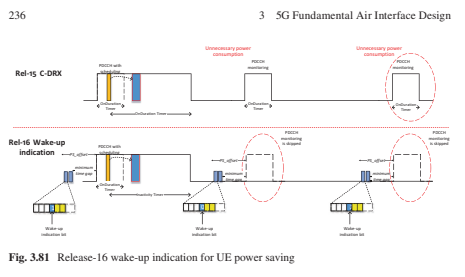 236
3 5G Fundamental Air Interface Design
Unnecessary power
consumption
Unnecessary power
consumption
Rel-15 C-DRX
PDCCH with
scheduling
PDCCH
monitoring
PDCCH
monitoring
OnDuration
Timer
OnDuration Timer
OnDuration
Timer
OnDuration
Timer
Rel-16 Wake-up
indication
PDCCH with
scheduling
PDCCH
monitoring
is skipped
PDCCH
monitoring
is skipped
PS_offset
PS_offset
PS_offset
minimum
time gap
minimum
time gap
minimum
time gap
OnDuration
Timer
Inactivity Timer
Wake-up
indication bit
Wake-up
indication bit
Wake-up
indication bit
Fig. 3.81 Release-16 wake-up indication for UE power saving